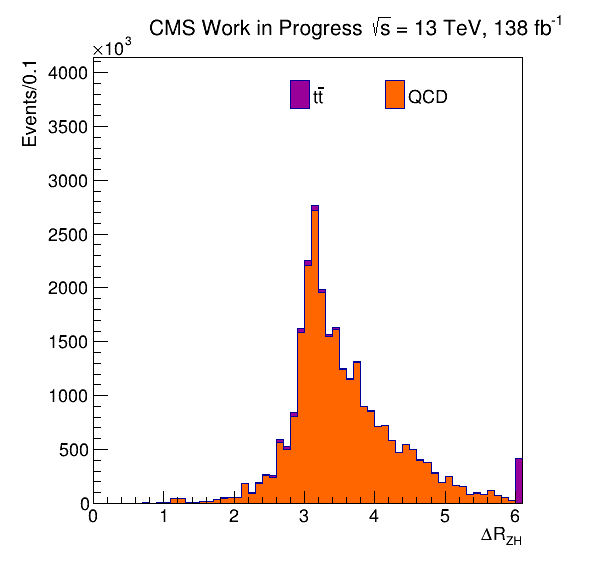 CMS Work in Progress √s = 13 TeV, 138 fb⁻¹
×10³
Events/0.1
4000
3500
3000
2500
2000
1500
1000
500
0
tt̄
QCD
0 1 2 3 4 5 6
ΔR_ZH